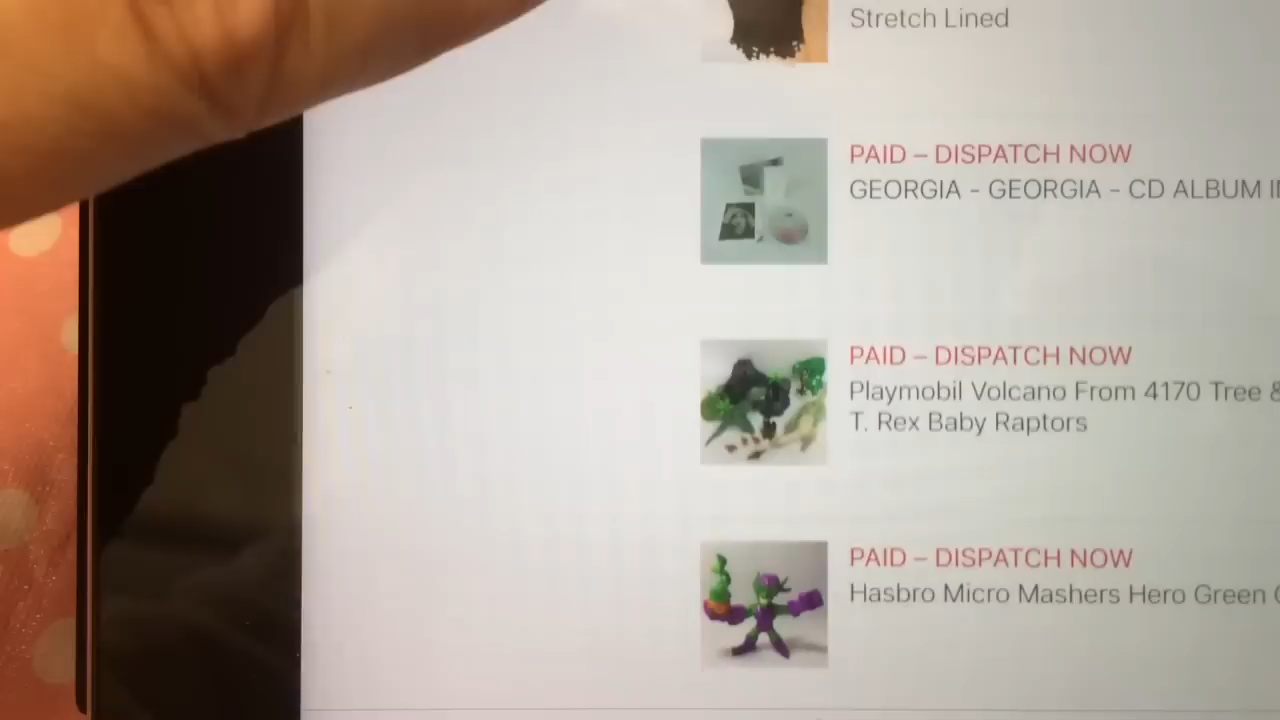 Stretch Lined
PAID – DISPATCH NOW
GEORGIA - GEORGIA - CD ALBUM
PAID – DISPATCH NOW
Playmobil Volcano From 4170 Tree &
T. Rex Baby Raptors
PAID – DISPATCH NOW
Hasbro Micro Mashers Hero Green